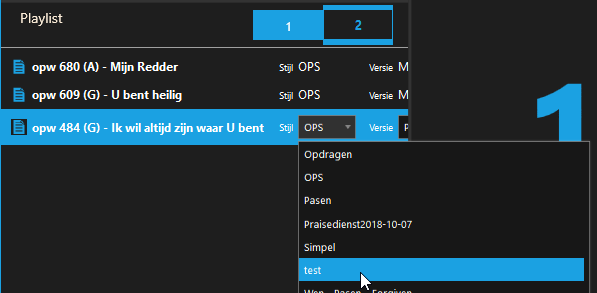 Playlist
1
2
opw 680 (A) - Mijn Redder Stijl OPS Versie M
opw 609 (G) - U bent heilig Stijl OPS Versie M
1
opw 484 (G) - Ik wil altijd zijn waar U bent Stijl OPS Versie
Opdragen
OPS
Pasen
Praisedienst2018-10-07
Simpel
test